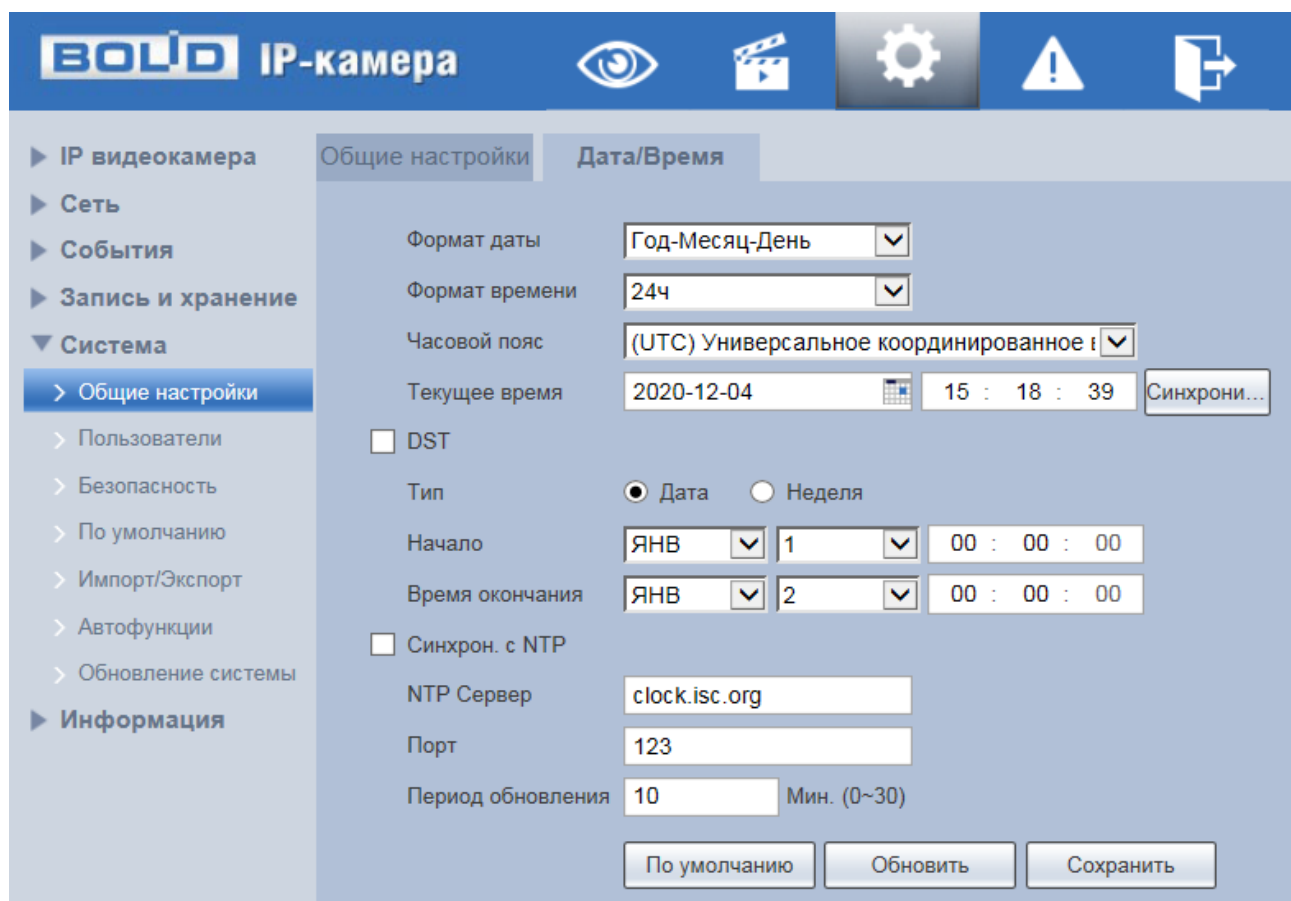 BOLID IP-камера
IP видеокамера
Сеть
События
Запись и хранение
Система
Общие настройки
Пользователи
Безопасность
По умолчанию
Импорт/Экспорт
Автофункции
Обновление системы
Информация
Общие настройки Дата/Время
Формат даты Год-Месяц-День
Формат времени 24ч
Часовой пояс (UTC) Универсальное координированное
Текущее время 2020-12-04 15 : 18 : 39 Синхрони...
DST
Тип Дата Неделя
Начало ЯНВ 1 00 : 00 : 00
Время окончания ЯНВ 2 00 : 00 : 00
Синхрон. с NTP
NTP Сервер clock.isc.org
Порт 123
Период обновления 10 Мин. (0~30)
По умолчанию Обновить Сохранить